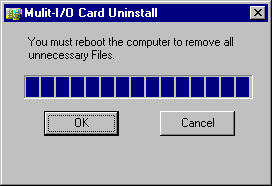 Mulit-I/O Card Uninstall
You must reboot the computer to remove all
unnecessary Files.
OK
Cancel